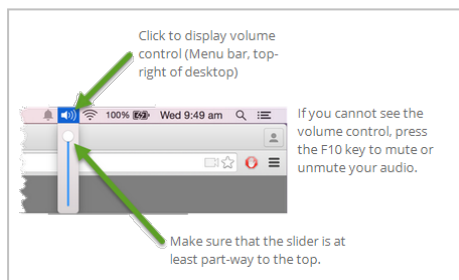 Click to display volume
control (Menu bar, top-
right of desktop)
100%
Wed 9:49 am
If you cannot see the
volume control, press
the F10 key to mute or
unmute your audio.
Make sure that the slider is at
least part-way to the top.